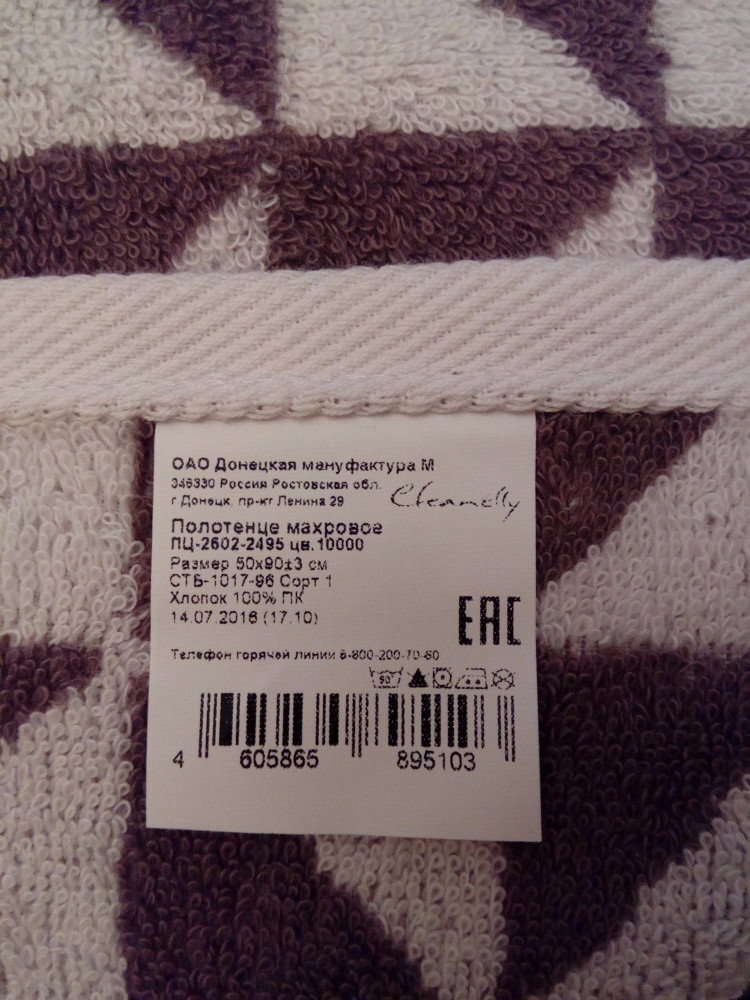 ОАО Донецкая мануфактура М
346330 Россия Ростовская обл.
г Донецк, пр-кт Ленина 29
Cleanelly
Полотенце махровое
ПЦ-2602-2495 цв.10000
Размер 50х90±3 см
СТБ-1017-96 Сорт 1
Хлопок 100% ПК
14.07.2016 (17.10)
EAC
Телефон горячей линии 8-800-200-70-60
90°
4 605865 895103